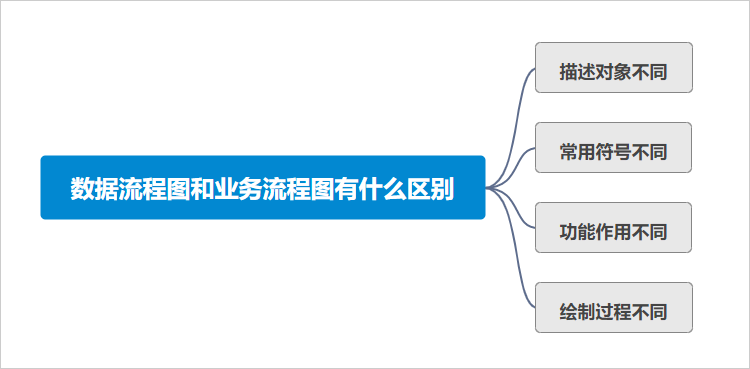 数据流程图和业务流程图有什么区别
描述对象不同
常用符号不同
功能作用不同
绘制过程不同